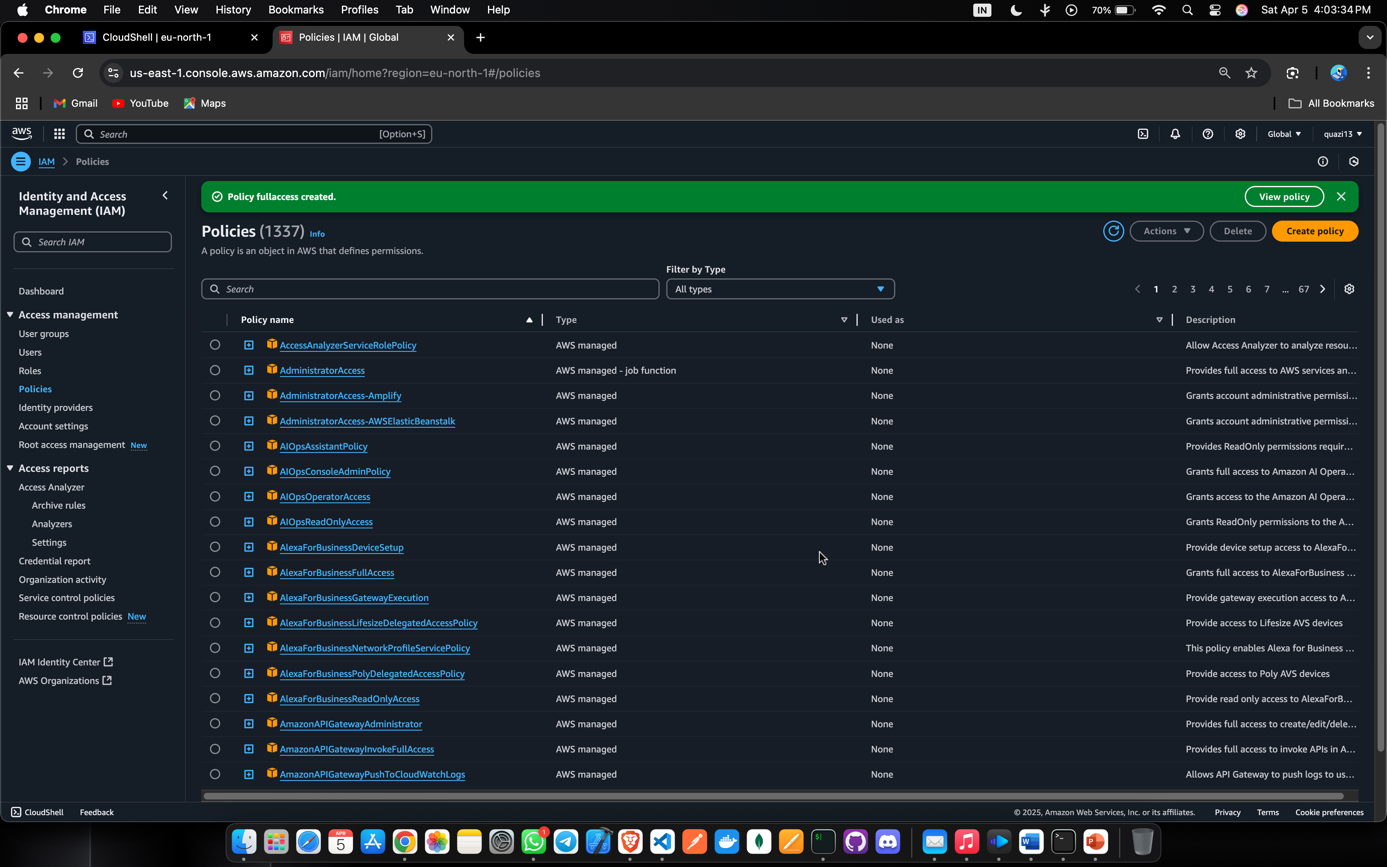 Chrome File Edit View History Bookmarks Profiles Tab Window Help IN 70% Sat Apr 5 4:03:34 PM
CloudShell | eu-north-1 Policies | IAM | Global
us-east-1.console.aws.amazon.com/iam/home?region=eu-north-1#/policies
Gmail YouTube Maps All Bookmarks
aws Search [Option+S] Global quazi13
IAM Policies
Identity and Access
Management (IAM)
Search IAM
Dashboard
Access management
User groups
Users
Roles
Policies
Identity providers
Account settings
Root access management New
Access reports
Access Analyzer
Archive rules
Analyzers
Settings
Credential report
Organization activity
Service control policies
Resource control policies New
IAM Identity Center
AWS Organizations
Policy fullaccess created. View policy
Policies (1337) Info Actions Delete Create policy
A policy is an object in AWS that defines permissions.
Filter by Type
Search All types 1 2 3 4 5 6 7 ... 67
Policy name Type Used as Description
AccessAnalyzerServiceRolePolicy AWS managed None Allow Access Analyzer to analyze resou...
AdministratorAccess AWS managed - job function None Provides full access to AWS services an...
AdministratorAccess-Amplify AWS managed None Grants account administrative permissi...
AdministratorAccess-AWSElasticBeanstalk AWS managed None Grants account administrative permissi...
AIOpsAssistantPolicy AWS managed None Provides ReadOnly permissions requir...
AIOpsConsoleAdminPolicy AWS managed None Grants full access to Amazon AI Opera...
AIOpsOperatorAccess AWS managed None Grants access to the Amazon AI Opera...
AIOpsReadOnlyAccess AWS managed None Grants ReadOnly permissions to the A...
AlexaForBusinessDeviceSetup AWS managed None Provide device setup access to AlexaFo...
AlexaForBusinessFullAccess AWS managed None Grants full access to AlexaForBusiness ...
AlexaForBusinessGatewayExecution AWS managed None Provide gateway execution access to A...
AlexaForBusinessLifesizeDelegatedAccessPolicy AWS managed None Provide access to Lifesize AVS devices
AlexaForBusinessNetworkProfileServicePolicy AWS managed None This policy enables Alexa for Business ...
AlexaForBusinessPolyDelegatedAccessPolicy AWS managed None Provide access to Poly AVS devices
AlexaForBusinessReadOnlyAccess AWS managed None Provide read only access to AlexaForB...
AmazonAPIGatewayAdministrator AWS managed None Provides full access to create/edit/dele...
AmazonAPIGatewayInvokeFullAccess AWS managed None Provides full access to invoke APIs in A...
AmazonAPIGatewayPushToCloudWatchLogs AWS managed None Allows API Gateway to push logs to us...
CloudShell Feedback © 2025, Amazon Web Services, Inc. or its affiliates. Privacy Terms Cookie preferences
APR
5 1